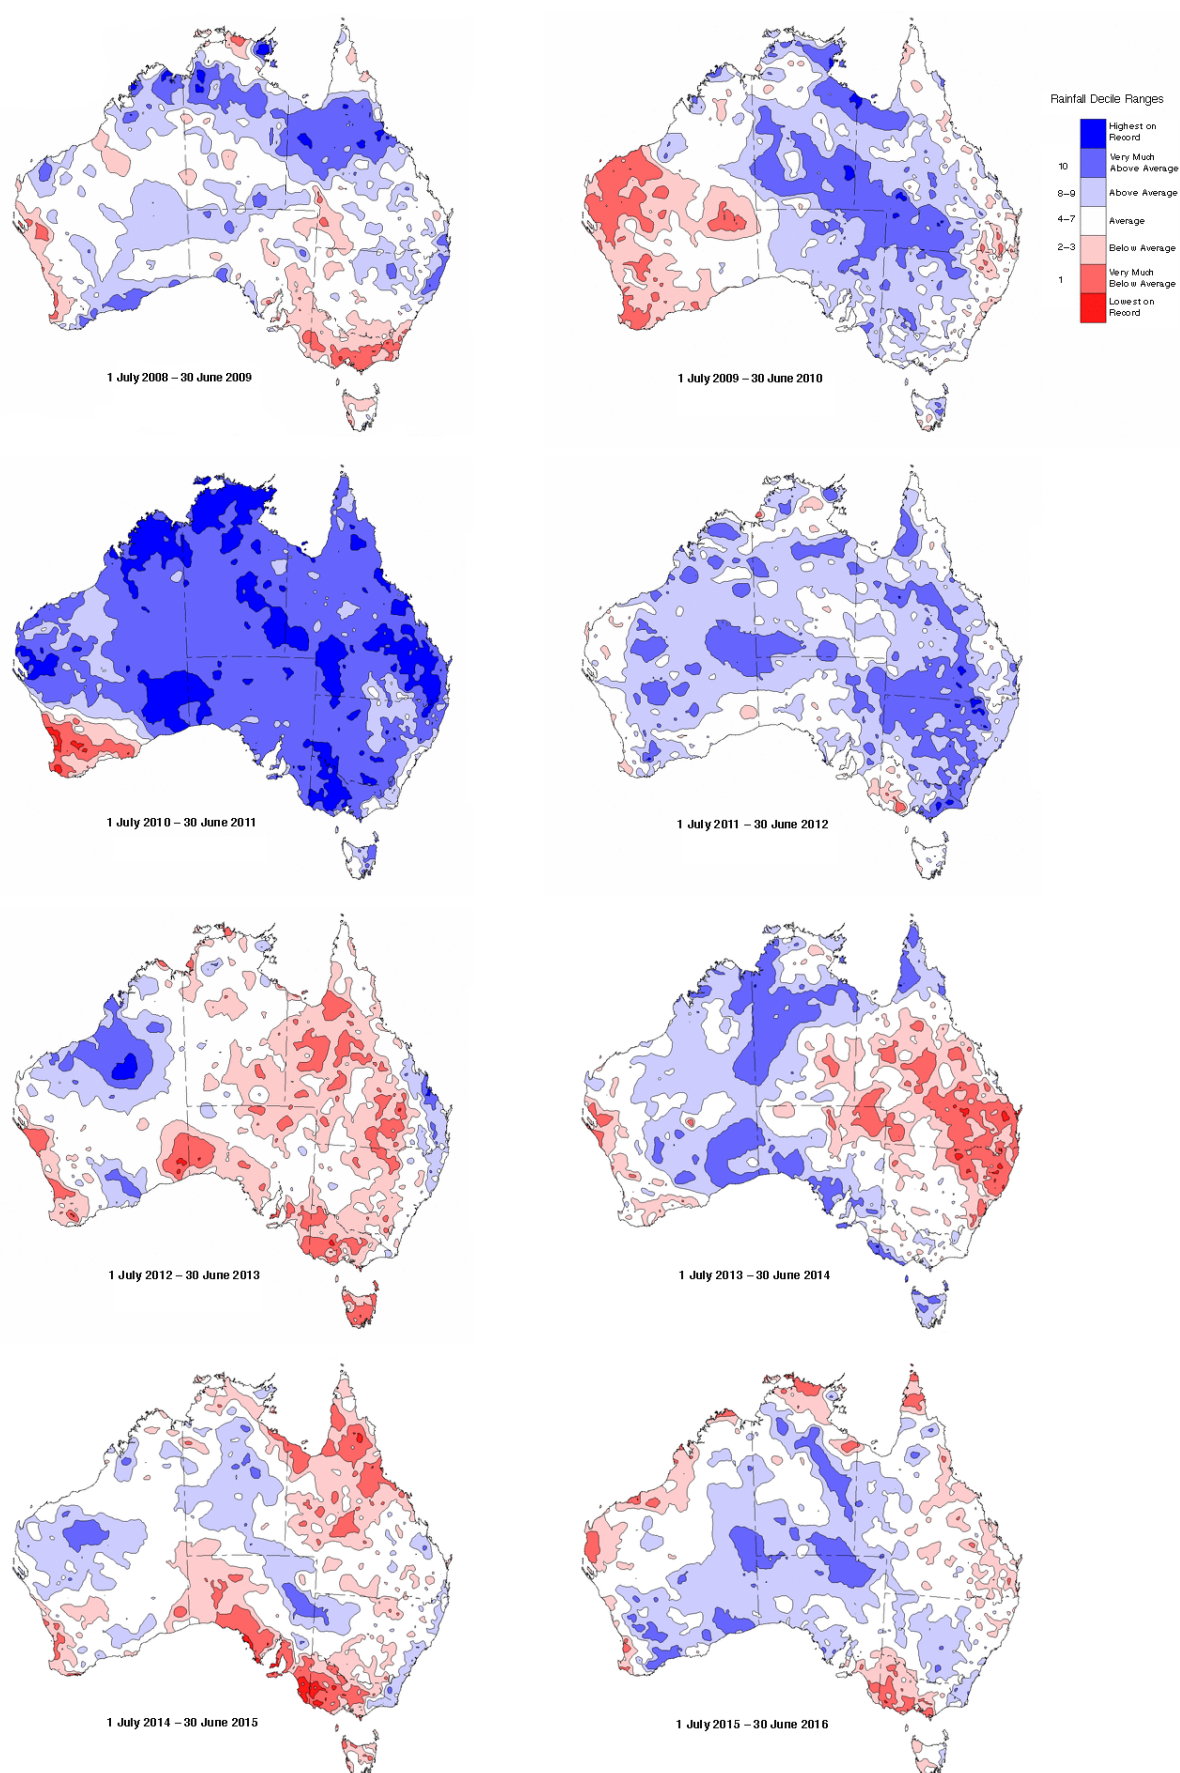 Rainfall Decile Ranges
Highest on
Record
10
Very Much
Above Average
8–9
Above Average
4–7
Average
2–3
Below Average
1
Very Much
Below Average
Lowest on
Record
1 July 2008 – 30 June 2009
1 July 2009 – 30 June 2010
1 July 2010 – 30 June 2011
1 July 2011 – 30 June 2012
1 July 2012 – 30 June 2013
1 July 2013 – 30 June 2014
1 July 2014 – 30 June 2015
1 July 2015 – 30 June 2016